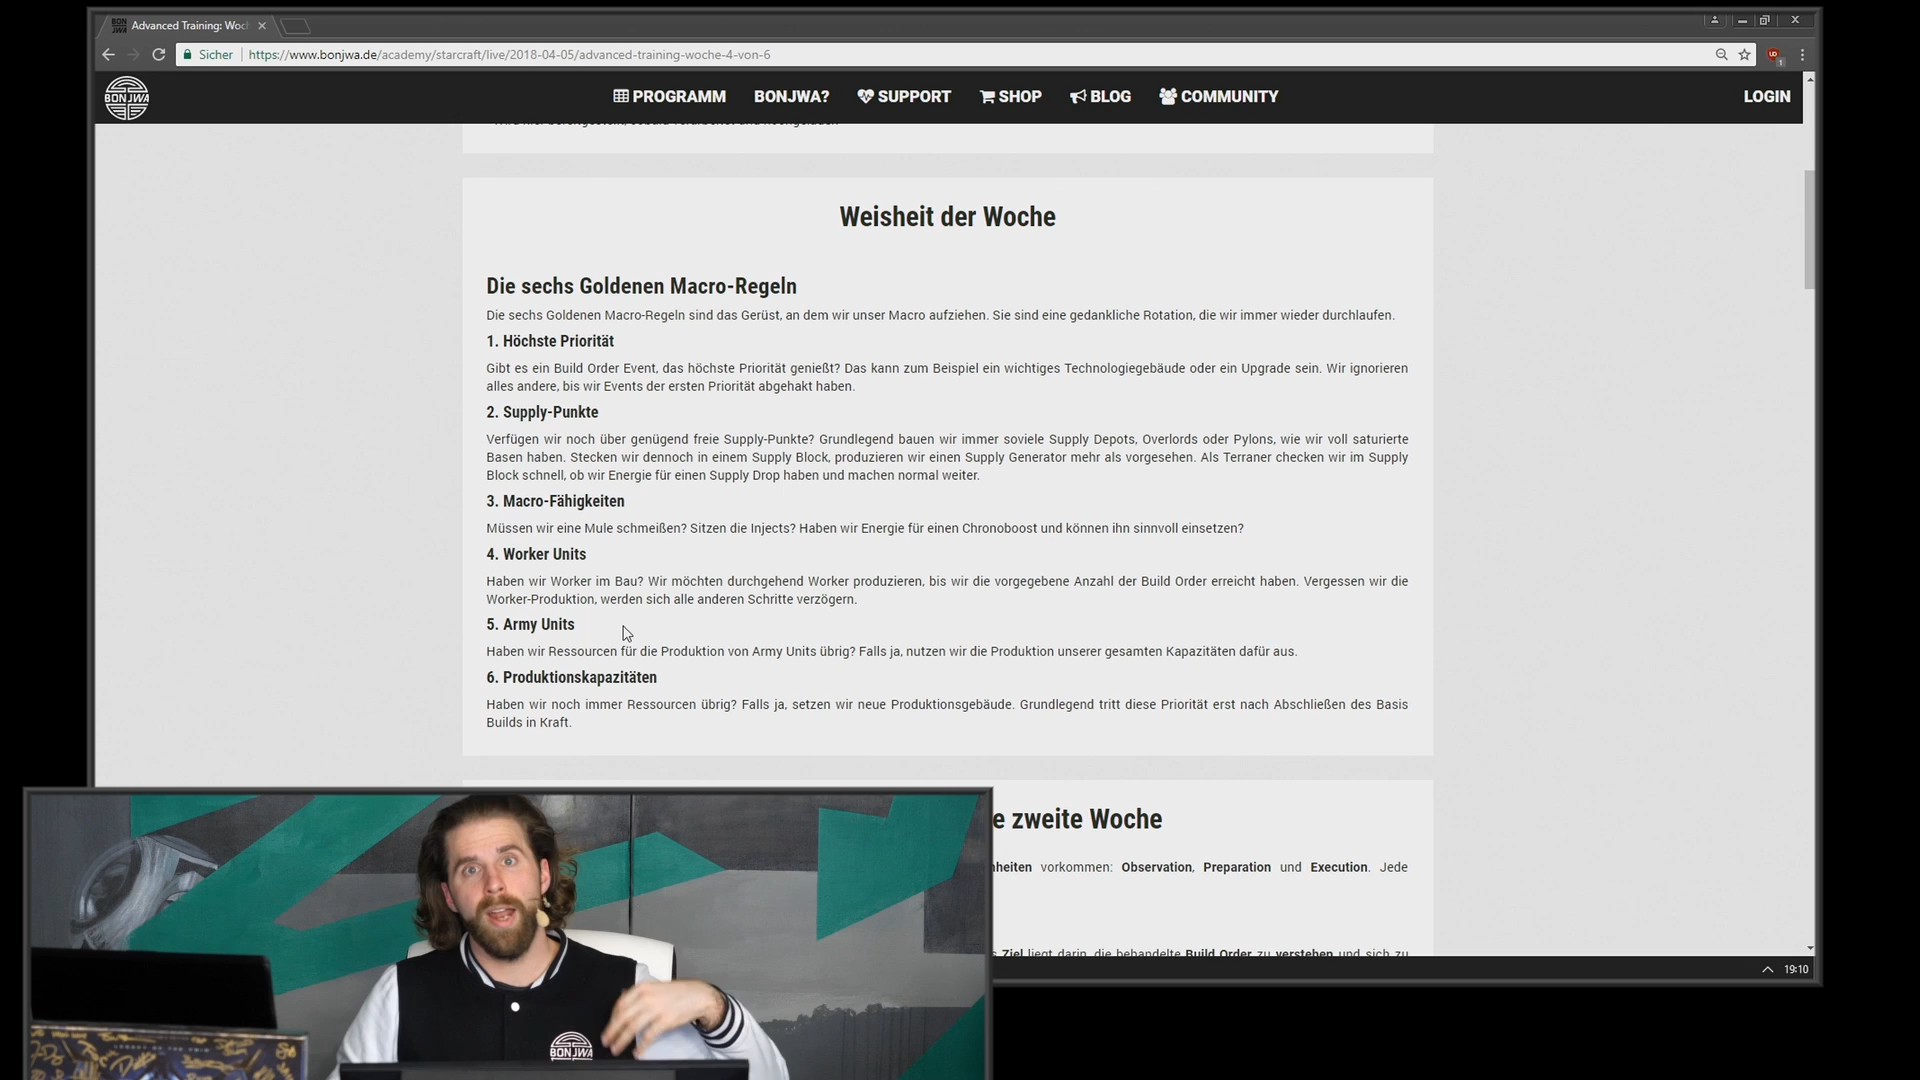 Advanced Training: Woc
Sicher https://www.bonjwa.de/academy/starcraft/live/2018-04-05/advanced-training-woche-4-von-6
BONJWA
PROGRAMM BONJWA? SUPPORT SHOP BLOG COMMUNITY LOGIN
Weisheit der Woche
Die sechs Goldenen Macro-Regeln
Die sechs Goldenen Macro-Regeln sind das Gerüst, an dem wir unser Macro aufziehen. Sie sind eine gedankliche Rotation, die wir immer wieder durchlaufen.
1. Höchste Priorität
Gibt es ein Build Order Event, das höchste Priorität genießt? Das kann zum Beispiel ein wichtiges Technologiegebäude oder ein Upgrade sein. Wir ignorieren
alles andere, bis wir Events der ersten Priorität abgehakt haben.
2. Supply-Punkte
Verfügen wir noch über genügend freie Supply-Punkte? Grundlegend bauen wir immer soviele Supply Depots, Overlords oder Pylons, wie wir voll saturierte
Basen haben. Stecken wir dennoch in einem Supply Block, produzieren wir einen Supply Generator mehr als vorgesehen. Als Terraner checken wir im Supply
Block schnell, ob wir Energie für einen Supply Drop haben und machen normal weiter.
3. Macro-Fähigkeiten
Müssen wir eine Mule schmeißen? Sitzen die Injects? Haben wir Energie für einen Chronoboost und können ihn sinnvoll einsetzen?
4. Worker Units
Haben wir Worker im Bau? Wir möchten durchgehend Worker produzieren, bis wir die vorgegebene Anzahl der Build Order erreicht haben. Vergessen wir die
Worker-Produktion, werden sich alle anderen Schritte verzögern.
5. Army Units
Haben wir Ressourcen für die Produktion von Army Units übrig? Falls ja, nutzen wir die Produktion unserer gesamten Kapazitäten dafür aus.
6. Produktionskapazitäten
Haben wir noch immer Ressourcen übrig? Falls ja, setzen wir neue Produktionsgebäude. Grundlegend tritt diese Priorität erst nach Abschließen des Basis
Builds in Kraft.
e zweite Woche
nheiten vorkommen: Observation, Preparation und Execution. Jede
s Ziel liegt darin, die behandelte Build Order zu verstehen und sich zu
19:10
BONJWA